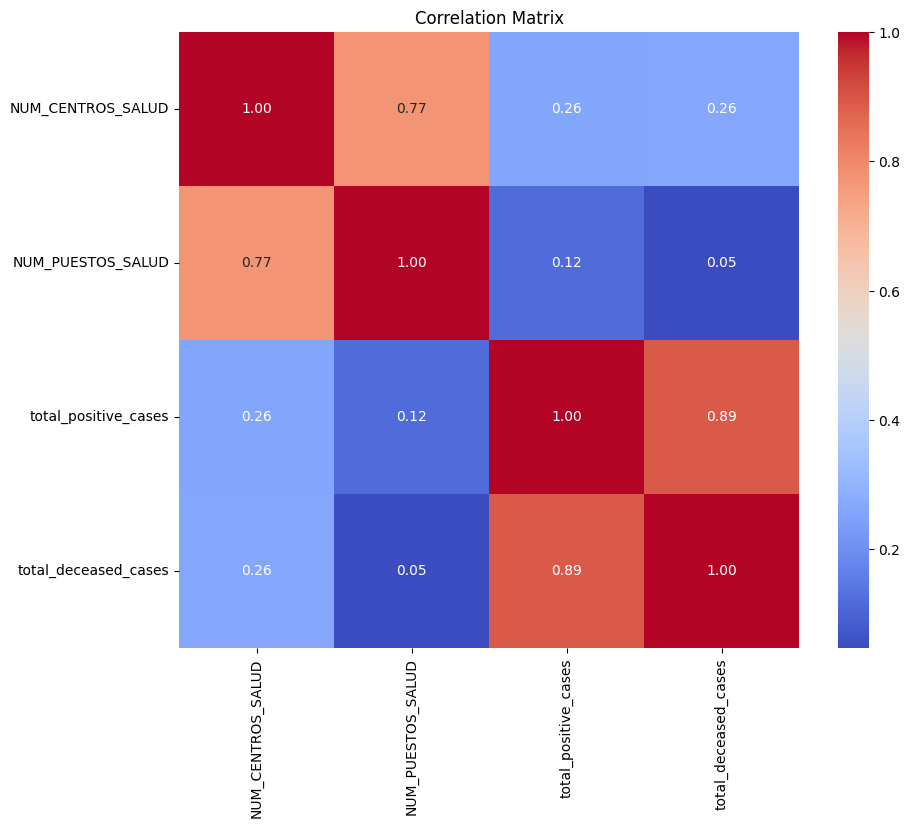 Correlation Matrix
NUM_CENTROS_SALUD 1.00 0.77 0.26 0.26
NUM_PUESTOS_SALUD 0.77 1.00 0.12 0.05
total_positive_cases 0.26 0.12 1.00 0.89
total_deceased_cases 0.26 0.05 0.89 1.00
NUM_CENTROS_SALUD
NUM_PUESTOS_SALUD
total_positive_cases
total_deceased_cases
1.0
0.8
0.6
0.4
0.2